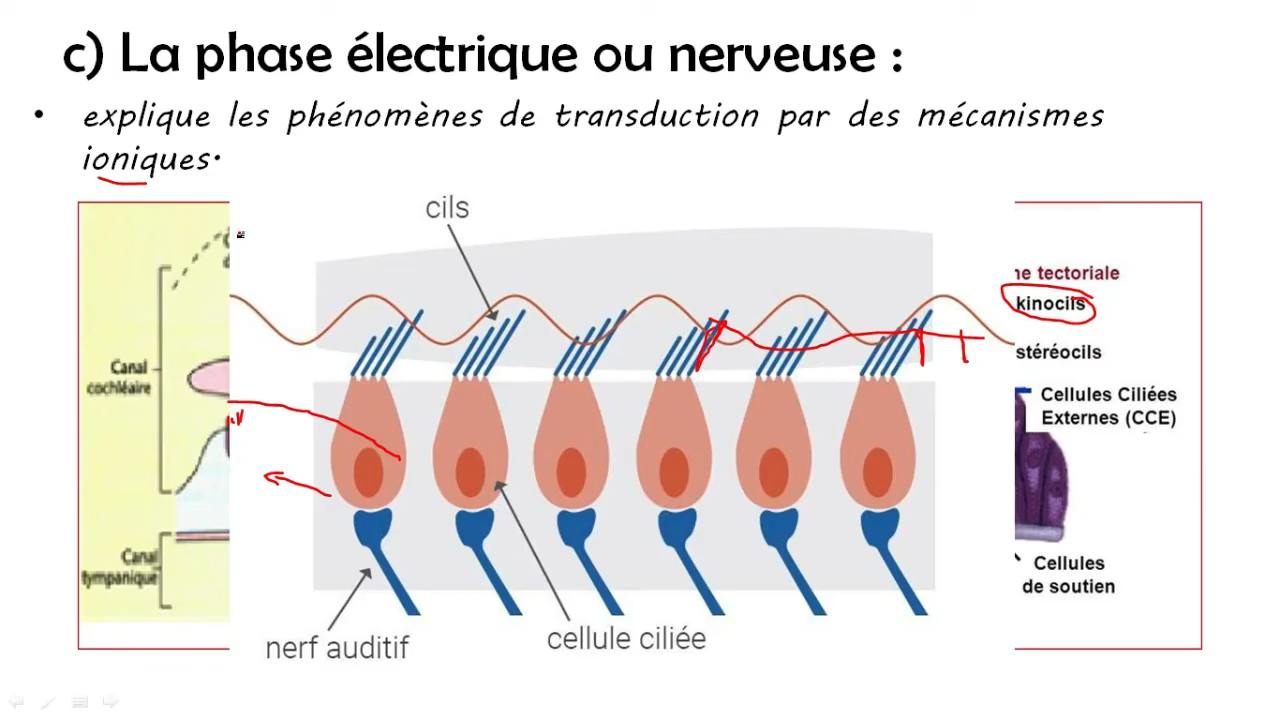 c) La phase électrique ou nerveuse :
• explique les phénomènes de transduction par des mécanismes
ioniques.
cils
ne tectoriale
kinocils
stéréocils
Canal
cochléaire
Cellules Ciliées
Externes (CCE)
Canal
tympanique
Cellules
de soutien
nerf auditif
cellule ciliée